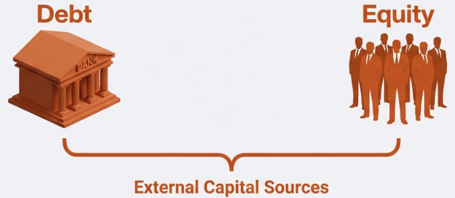 Debt
Equity
BANK
External Capital Sources